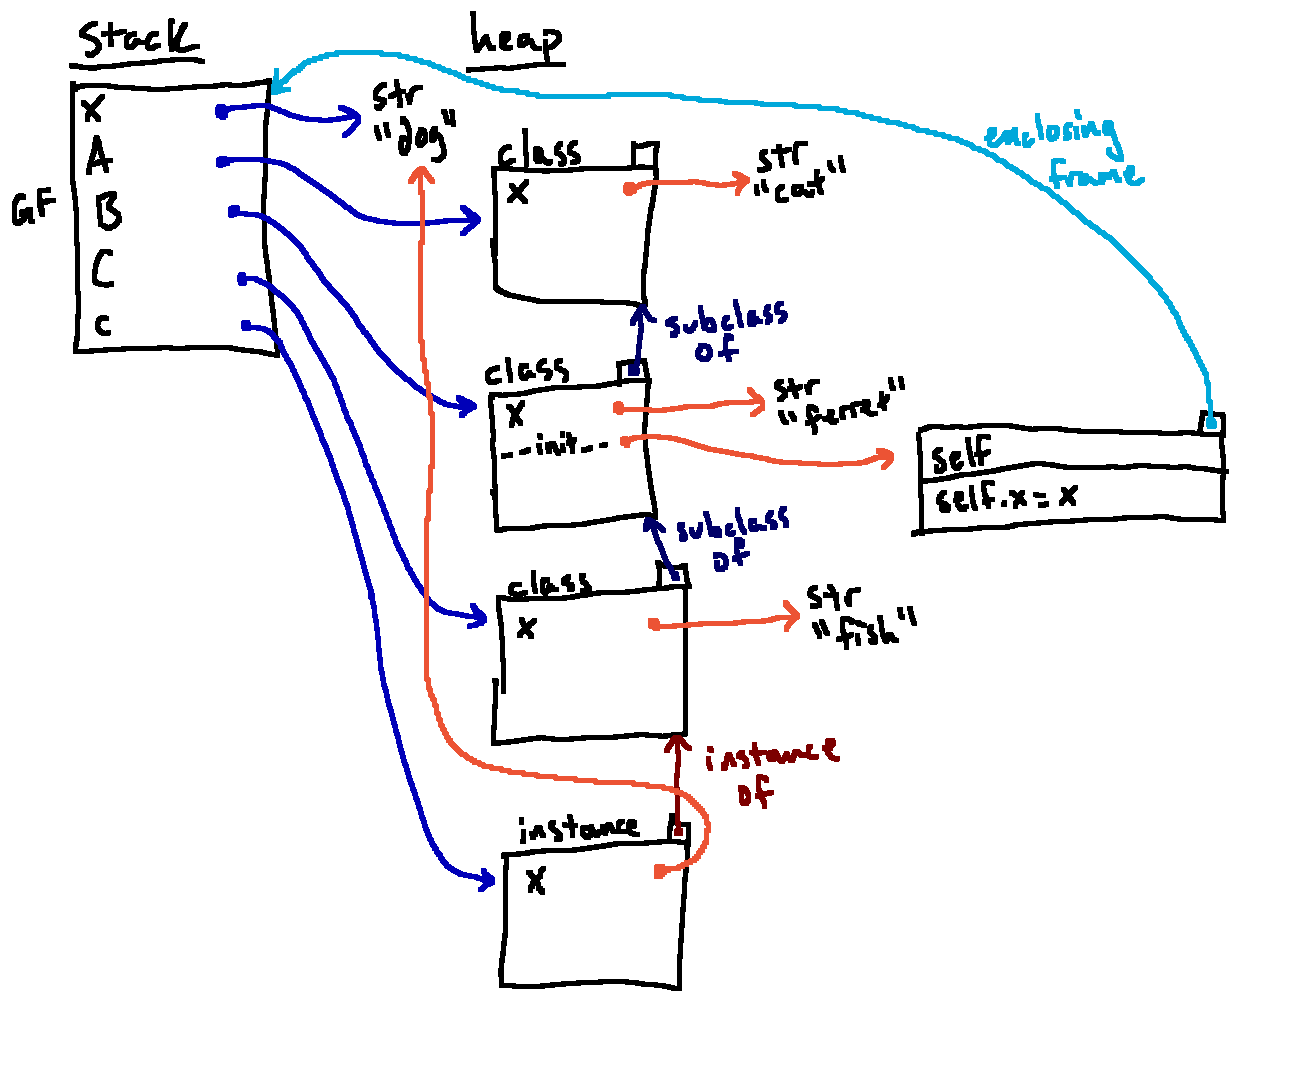 stack
heap
GF
x
A
B
C
c
str
"dog"
class
x
str
"cat"
enclosing
frame
subclass
of
class
x
__init__
str
"ferret"
self
self.x = x
subclass
of
class
x
str
"fish"
instance
of
instance
x